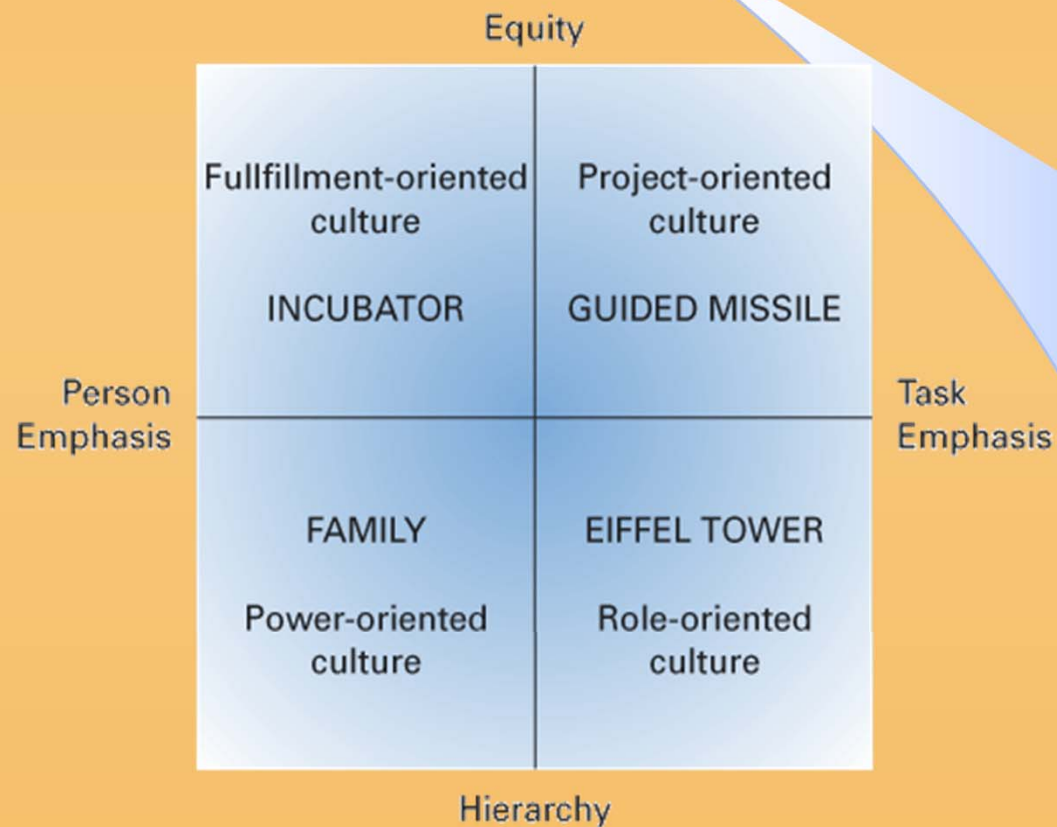 Equity
Fullfillment-oriented
culture
INCUBATOR
Project-oriented
culture
GUIDED MISSILE
Person
Emphasis
Task
Emphasis
FAMILY
Power-oriented
culture
EIFFEL TOWER
Role-oriented
culture
Hierarchy